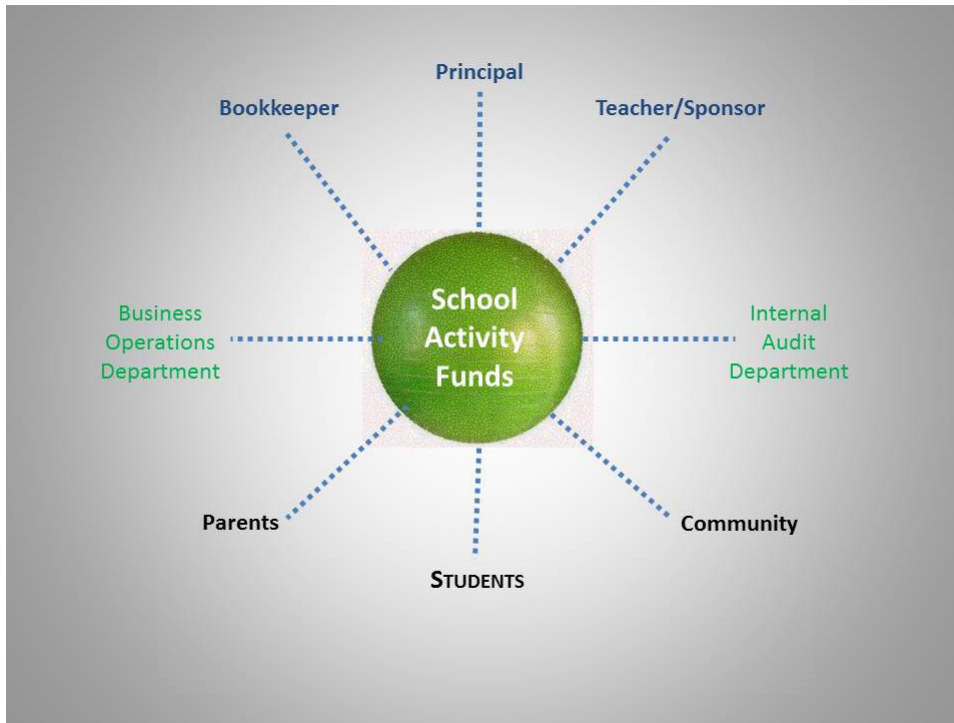 Principal
Bookkeeper
Teacher/Sponsor
School
Activity
Funds
Business
Operations
Department
Internal
Audit
Department
Parents
Community
STUDENTS